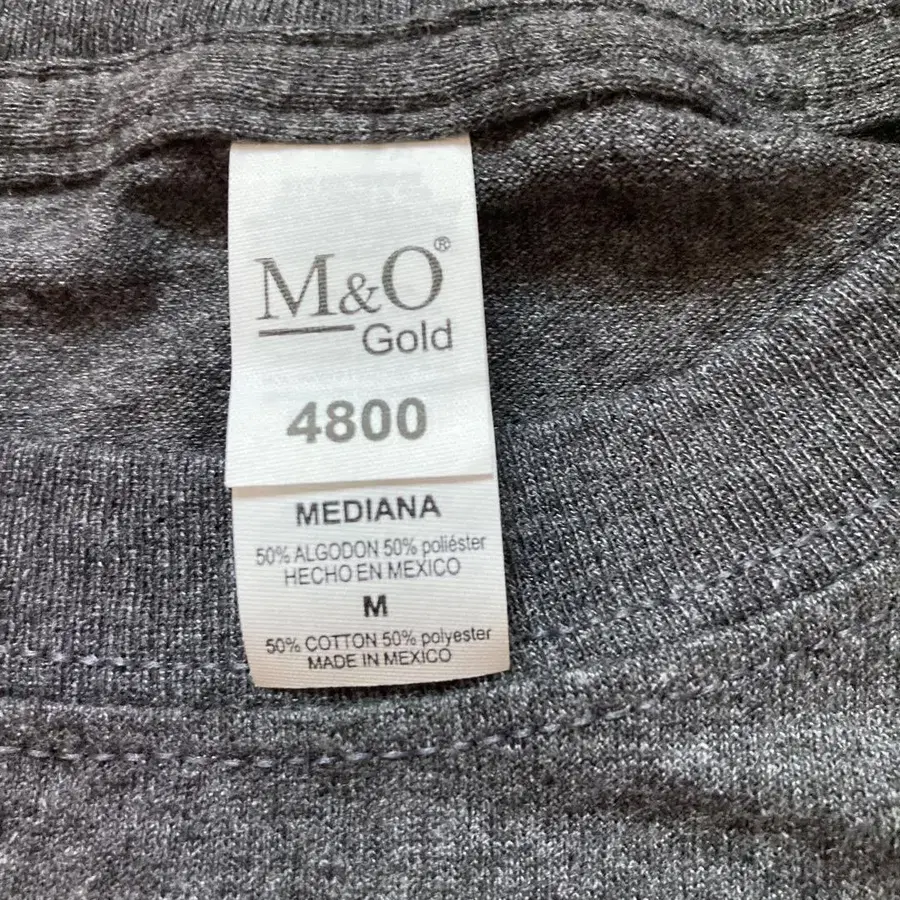 M&O®
Gold
4800
MEDIANA
50% ALGODON 50% poliéster
HECHO EN MEXICO
M
50% COTTON 50% polyester
MADE IN MEXICO